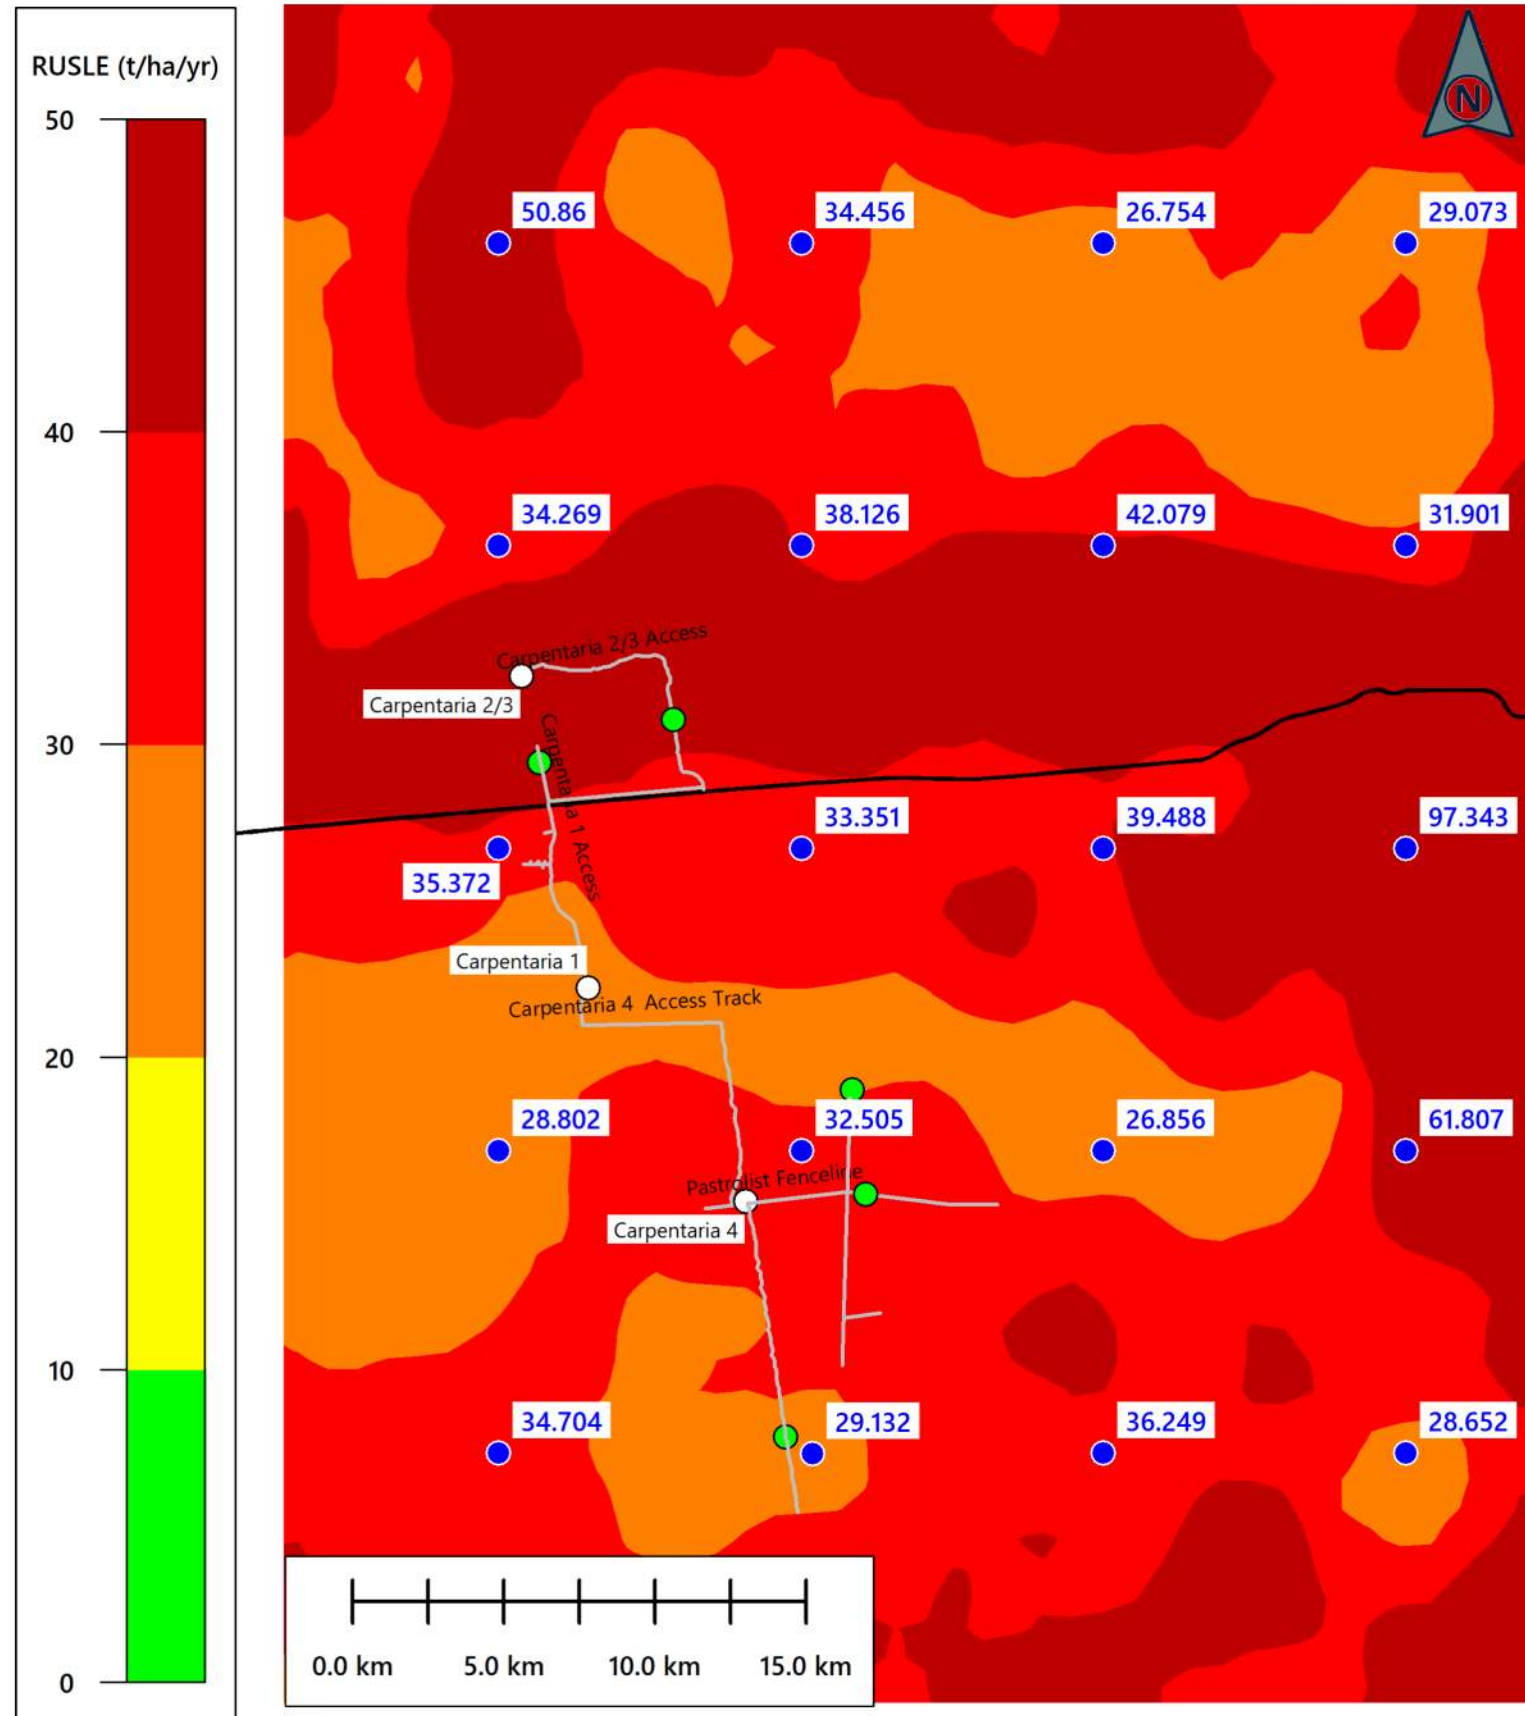 RUSLE (t/ha/yr)
50
40
30
20
10
0
N
50.86
34.456
26.754
29.073
34.269
38.126
42.079
31.901
Carpentaria 2/3 Access
Carpentaria 2/3
Carpentaria 1 Access
33.351
39.488
97.343
35.372
Carpentaria 1
Carpentaria 4 Access Track
28.802
32.505
26.856
61.807
Pastrolist Fenceline
Carpentaria 4
34.704
29.132
36.249
28.652
0.0 km
5.0 km
10.0 km
15.0 km